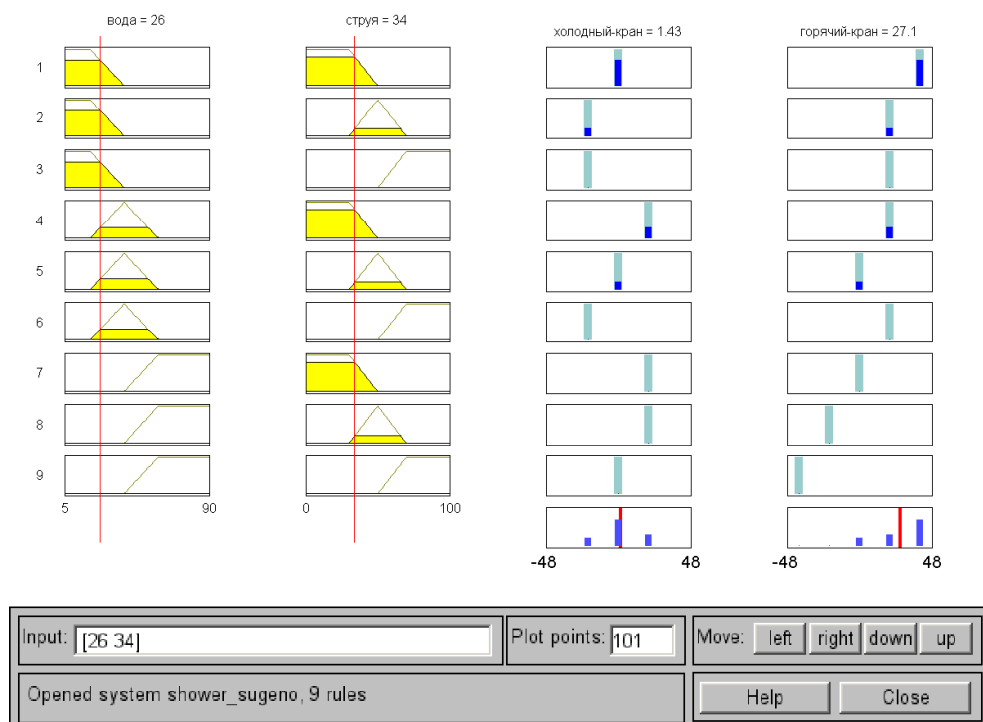 вода = 26
струя = 34
холодный-кран = 1.43
горячий-кран = 27.1
1
2
3
4
5
6
7
8
9
5 90
0 100
-48 48
-48 48
Input: [26 34]
Plot points: 101
Move: left right down up
Opened system shower_sugeno, 9 rules
Help
Close